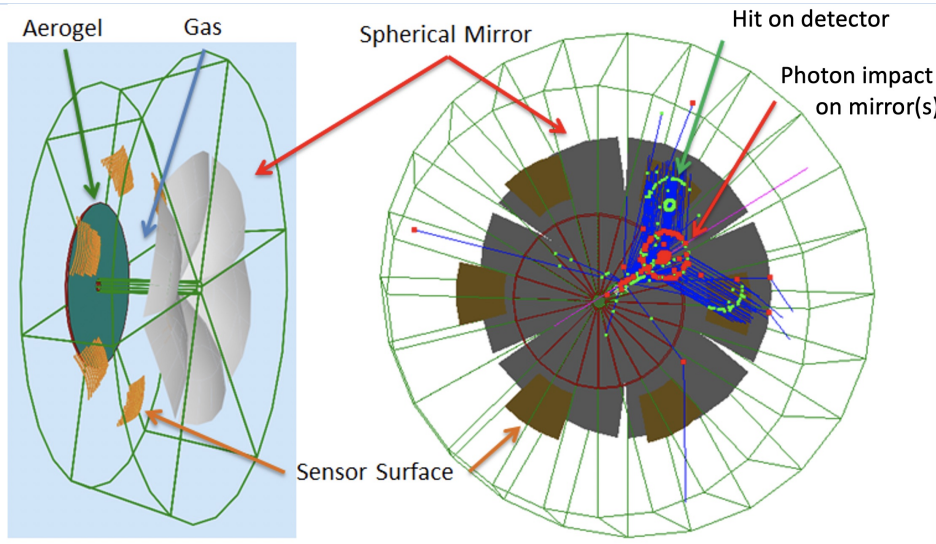 Aerogel
Gas
Spherical Mirror
Hit on detector
Photon impact
on mirror(s)
Sensor Surface